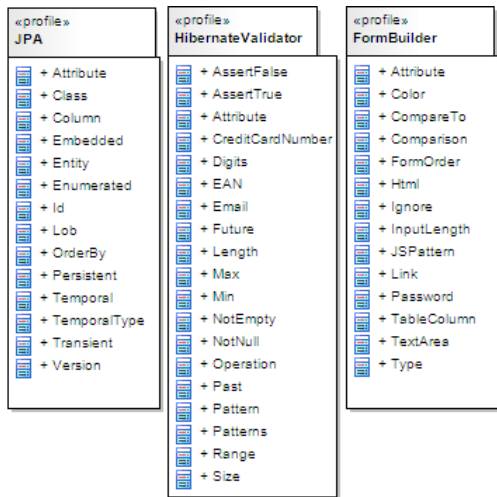 «profile»
JPA
+ Attribute
+ Class
+ Column
+ Embedded
+ Entity
+ Enumerated
+ Id
+ Lob
+ OrderBy
+ Persistent
+ Temporal
+ TemporalType
+ Transient
+ Version
«profile»
HibernateValidator
+ AssertFalse
+ AssertTrue
+ Attribute
+ CreditCardNumber
+ Digits
+ EAN
+ Email
+ Future
+ Length
+ Max
+ Min
+ NotEmpty
+ NotNull
+ Operation
+ Past
+ Pattern
+ Patterns
+ Range
+ Size
«profile»
FormBuilder
+ Attribute
+ Color
+ CompareTo
+ Comparison
+ FormOrder
+ Html
+ Ignore
+ InputLength
+ JSPattern
+ Link
+ Password
+ TableColumn
+ TextArea
+ Type